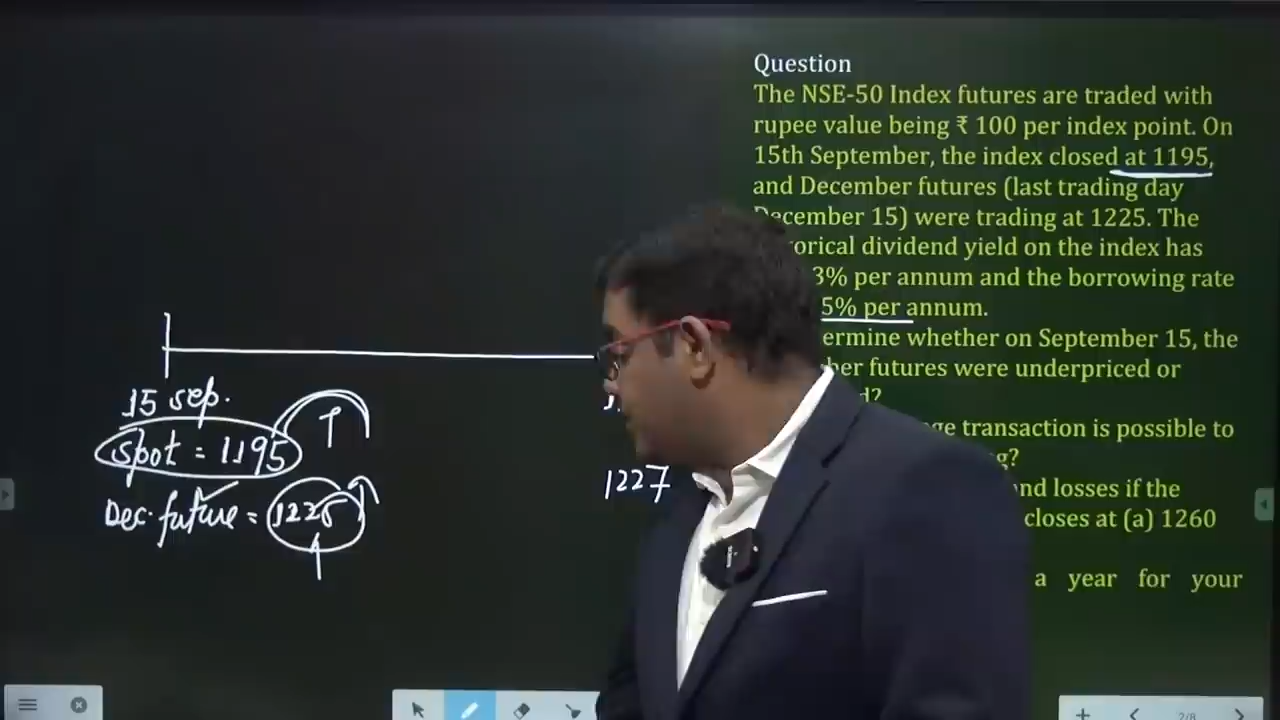 Question
The NSE-50 Index futures are traded with
rupee value being ₹ 100 per index point. On
15th September, the index closed at 1195,
and December futures (last trading day
December 15) were trading at 1225. The
dividend yield on the index has
3% per annum and the borrowing rate
5% per annum.
whether on September 15, the
futures were underpriced or
transaction is possible to
losses if the
closes at (a) 1260
a year for your
15 sep.
Spot = 1195
Dec. future = 1225
1227
2/8